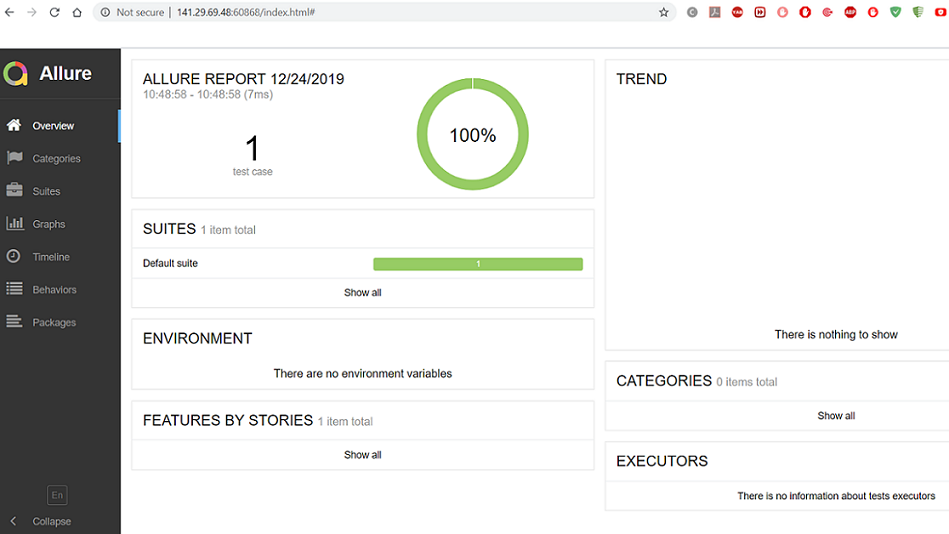 Not secure | 141.29.69.48:60868/index.html#
Allure
Overview
Categories
Suites
Graphs
Timeline
Behaviors
Packages
En
Collapse
ALLURE REPORT 12/24/2019
10:48:58 - 10:48:58 (7ms)
1
test case
100%
SUITES 1 item total
Default suite 1
Show all
ENVIRONMENT
There are no environment variables
FEATURES BY STORIES 1 item total
Show all
TREND
There is nothing to show
CATEGORIES 0 items total
Show all
EXECUTORS
There is no information about tests executors